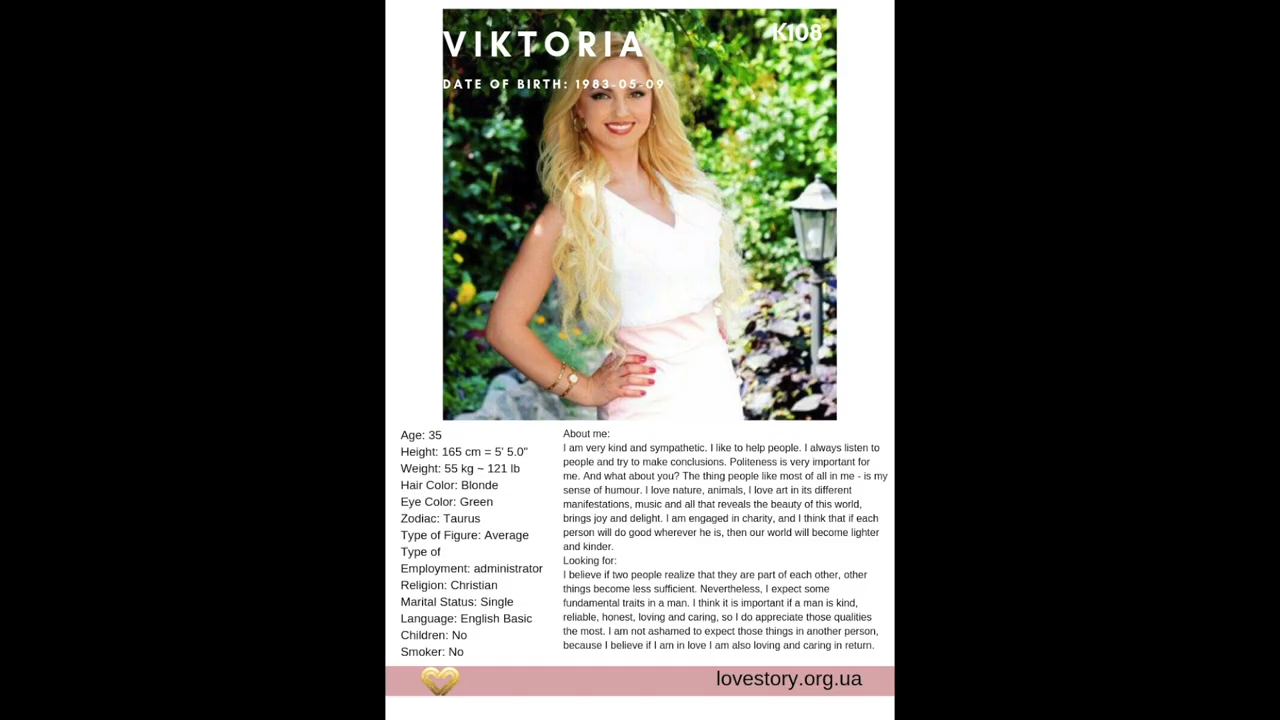 VIKTORIA
K108
DATE OF BIRTH: 1983-05-09
Age: 35
Height: 165 cm = 5' 5.0"
Weight: 55 kg ~ 121 lb
Hair Color: Blonde
Eye Color: Green
Zodiac: Taurus
Type of Figure: Average
Type of
Employment: administrator
Religion: Christian
Marital Status: Single
Language: English Basic
Children: No
Smoker: No
About me:
I am very kind and sympathetic. I like to help people. I always listen to
people and try to make conclusions. Politeness is very important for
me. And what about you? The thing people like most of all in me - is my
sense of humour. I love nature, animals, I love art in its different
manifestations, music and all that reveals the beauty of this world,
brings joy and delight. I am engaged in charity, and I think that if each
person will do good wherever he is, then our world will become lighter
and kinder.
Looking for:
I believe if two people realize that they are part of each other, other
things become less sufficient. Nevertheless, I expect some
fundamental traits in a man. I think it is important if a man is kind,
reliable, honest, loving and caring, so I do appreciate those qualities
the most. I am not ashamed to expect those things in another person,
because I believe if I am in love I am also loving and caring in return.
lovestory.org.ua